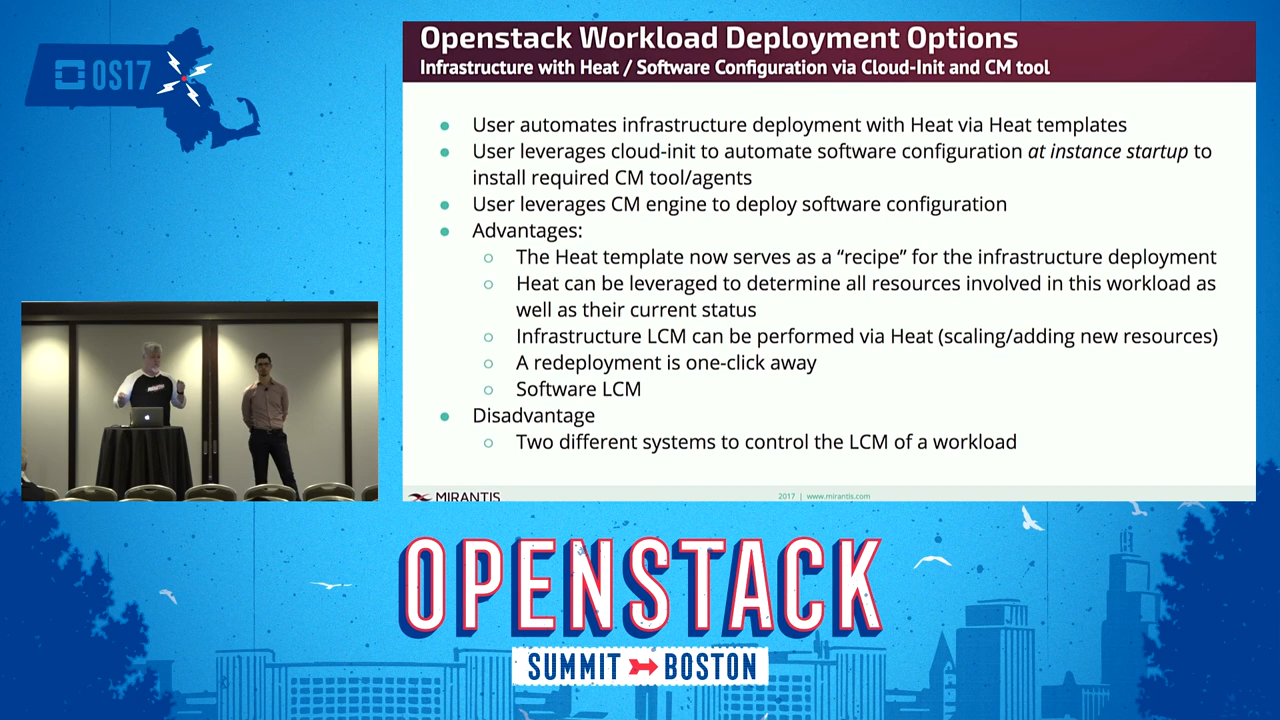 OS17
Openstack Workload Deployment Options
Infrastructure with Heat / Software Configuration via Cloud-Init and CM tool
User automates infrastructure deployment with Heat via Heat templates
User leverages cloud-init to automate software configuration at instance startup to
install required CM tool/agents
User leverages CM engine to deploy software configuration
Advantages:
The Heat template now serves as a “recipe” for the infrastructure deployment
Heat can be leveraged to determine all resources involved in this workload as
well as their current status
Infrastructure LCM can be performed via Heat (scaling/adding new resources)
A redeployment is one-click away
Software LCM
Disadvantage
Two different systems to control the LCM of a workload
MIRANTIS
2017 | www.mirantis.com
OPENSTACK
SUMMIT BOSTON